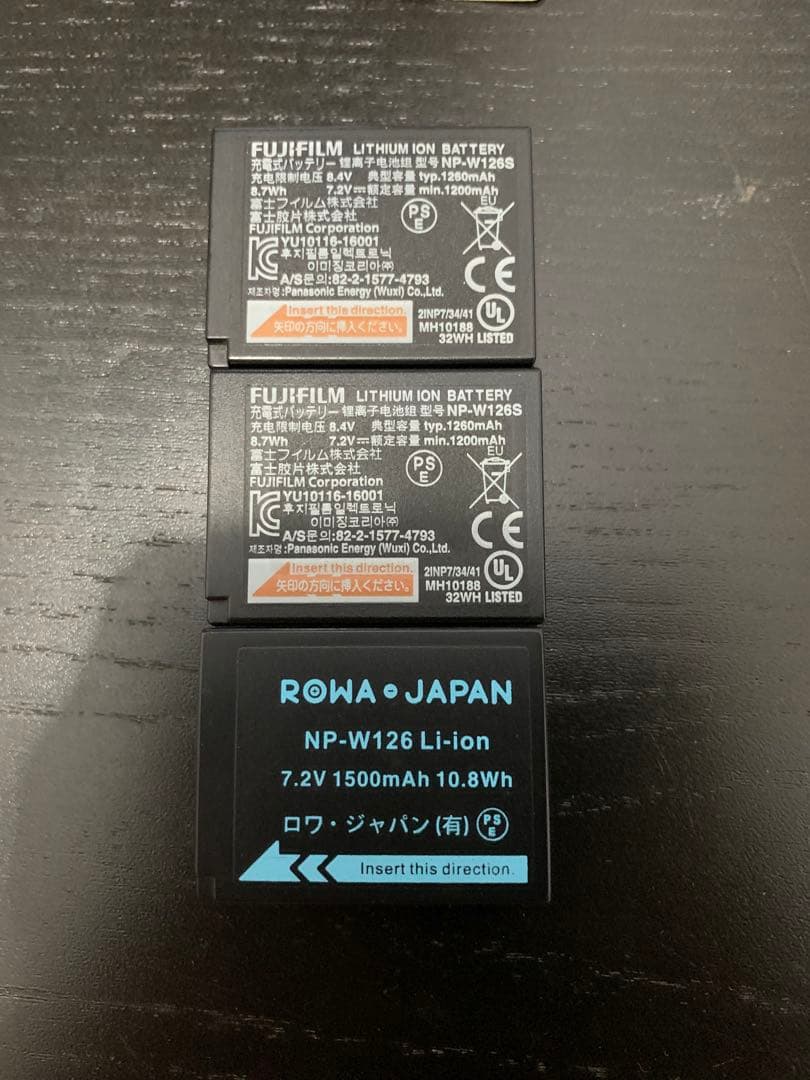 FUJIFILM LITHIUM ION BATTERY
充電式バッテリー 锂离子电池组 型号 NP-W126S
充电限制电压 8.4V 典型容量 typ.1260mAh
8.7Wh 7.2V⎓額定容量 min.1200mAh
富士フイルム株式会社
富士胶片株式会社
FUJIFILM Corporation
PS
E
EU
YU10116-16001
후지필름일렉트로닉
이미징코리아㈜
A/S문의:82-2-1577-4793
제조자명:Panasonic Energy (Wuxi) Co.,Ltd.
Insert this direction.
矢印の方向に挿入ください。
2INP7/34/41
MH10188
32WH LISTED
UL
CE
FUJIFILM LITHIUM ION BATTERY
充電式バッテリー 锂离子电池组 型号 NP-W126S
充电限制电压 8.4V 典型容量 typ.1260mAh
8.7Wh 7.2V⎓額定容量 min.1200mAh
富士フイルム株式会社
富士胶片株式会社
FUJIFILM Corporation
PS
E
EU
YU10116-16001
후지필름일렉트로닉
이미징코리아㈜
A/S문의:82-2-1577-4793
제조자명:Panasonic Energy (Wuxi) Co.,Ltd.
Insert this direction.
矢印の方向に挿入ください。
2INP7/34/41
MH10188
32WH LISTED
UL
CE
ROWA JAPAN
NP-W126 Li-ion
7.2V 1500mAh 10.8Wh
ロワ・ジャパン(有)
PS
E
Insert this direction.